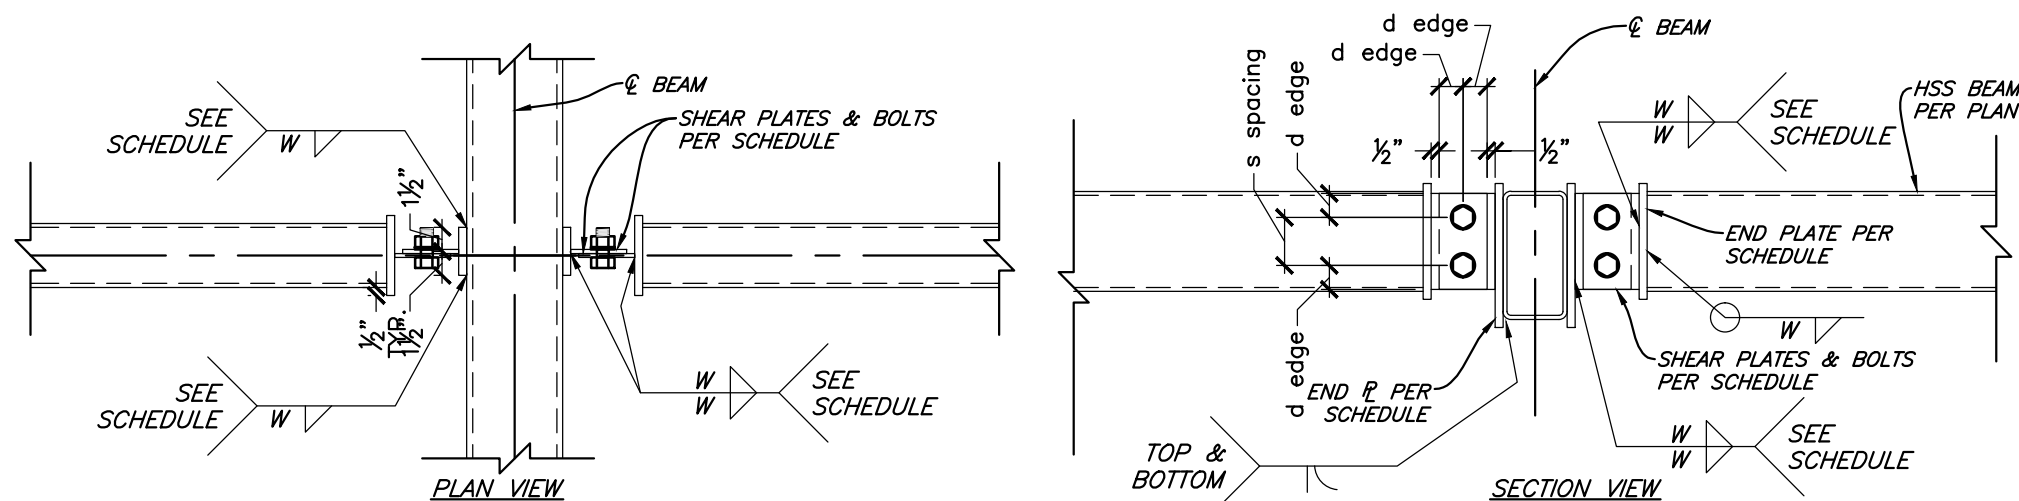 ℄ BEAM
SEE
SCHEDULE
W
SHEAR PLATES & BOLTS
PER SCHEDULE
1½"
½"
TYP.
1½"
SEE
SCHEDULE
W
W
W
SEE
SCHEDULE
PLAN VIEW
d edge
d edge
℄ BEAM
s spacing
d edge
½"
½"
HSS BEAM
PER PLAN
W
W
SEE
SCHEDULE
END PLATE PER
SCHEDULE
W
SHEAR PLATES & BOLTS
PER SCHEDULE
d edge
END ⅊ PER
SCHEDULE
TOP &
BOTTOM
W
W
SEE
SCHEDULE
SECTION VIEW